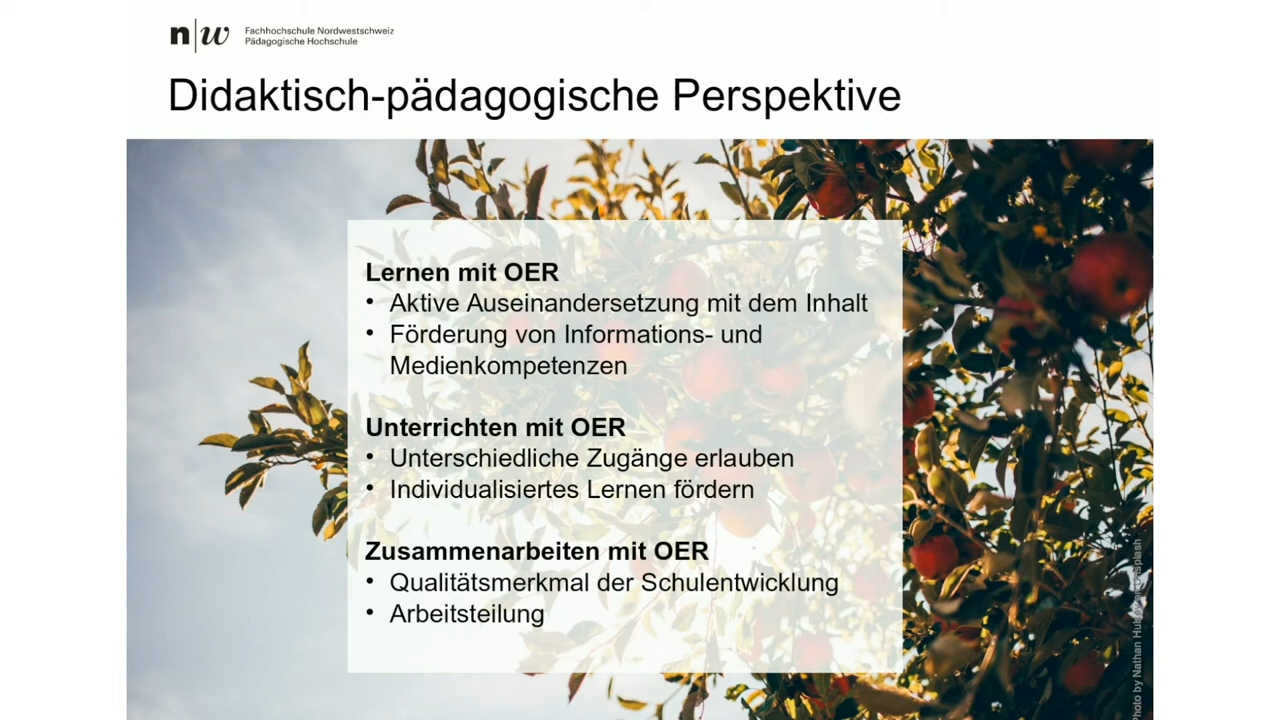 n|w
Fachhochschule Nordwestschweiz
Pädagogische Hochschule
Didaktisch-pädagogische Perspektive
Lernen mit OER
• Aktive Auseinandersetzung mit dem Inhalt
• Förderung von Informations- und
Medienkompetenzen
Unterrichten mit OER
• Unterschiedliche Zugänge erlauben
• Individualisiertes Lernen fördern
Zusammenarbeiten mit OER
• Qualitätsmerkmal der Schulentwicklung
• Arbeitsteilung
Photo by Nathan